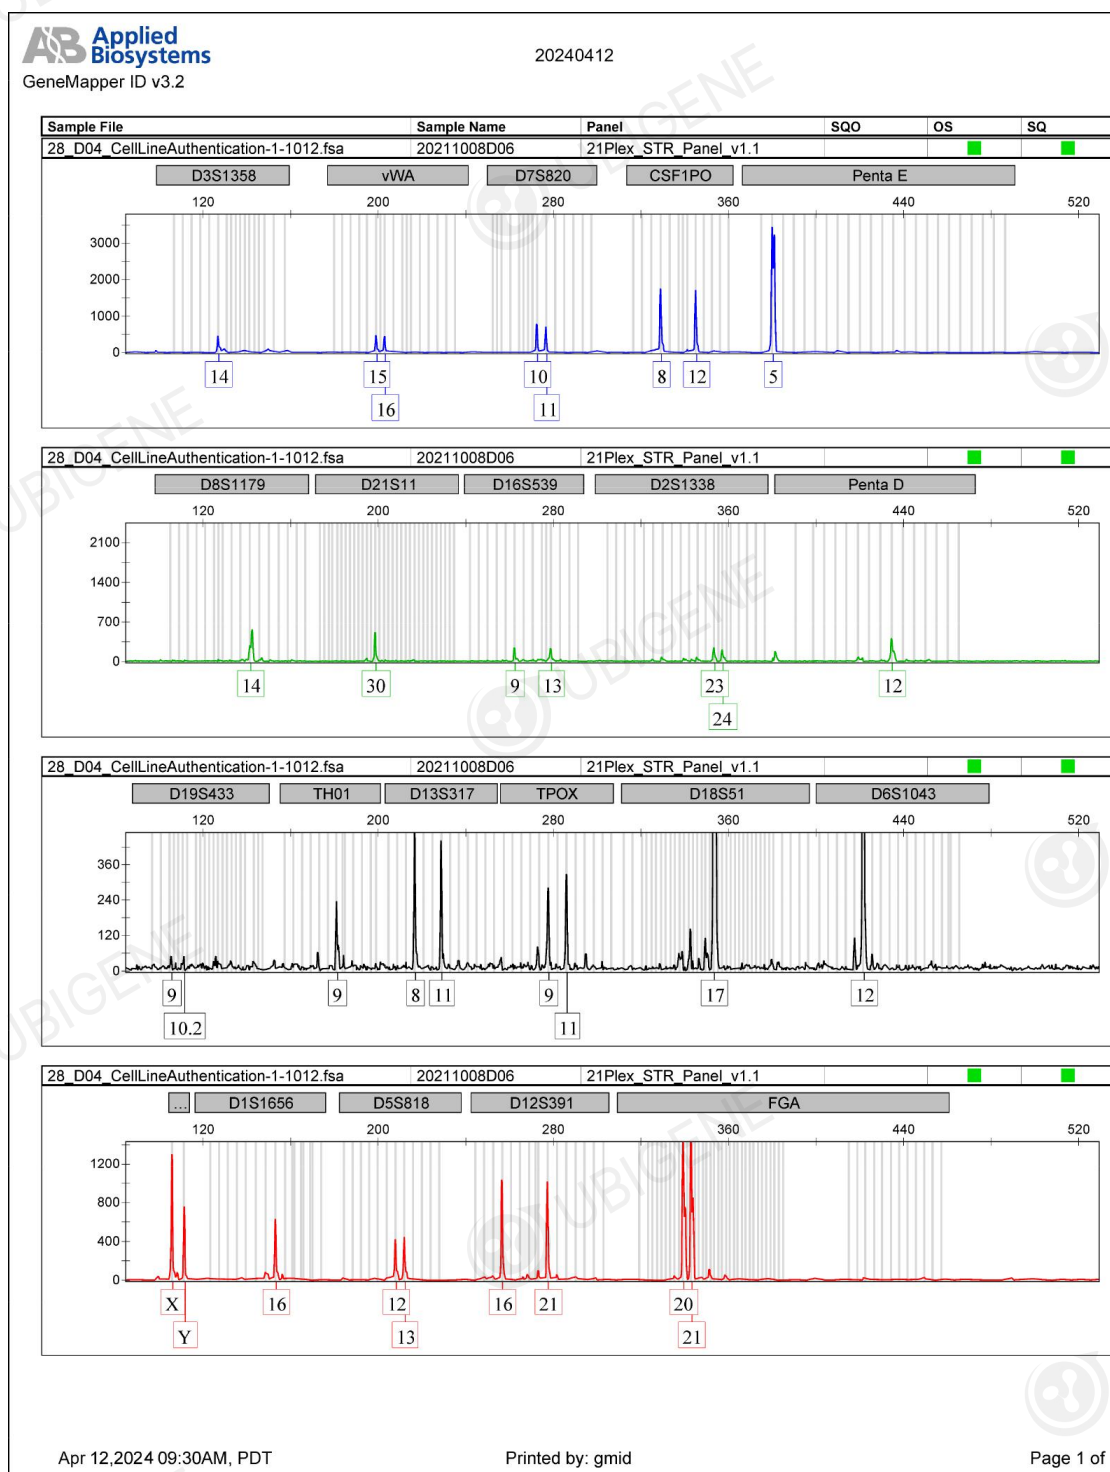 AB Applied Biosystems
20240412
GeneMapper ID v3.2
Sample File Sample Name Panel SQO OS SQ
28_D04_CellLineAuthentication-1-1012.fsa 20211008D06 21Plex_STR_Panel_v1.1
D3S1358 vWA D7S820 CSF1PO Penta E
120 200 280 360 440 520
3000
2000
1000
0
14 15 10 8 12 5
16 11
28_D04_CellLineAuthentication-1-1012.fsa 20211008D06 21Plex_STR_Panel_v1.1
D8S1179 D21S11 D16S539 D2S1338 Penta D
120 200 280 360 440 520
2100
1400
700
0
14 30 9 13 23 12
24
28_D04_CellLineAuthentication-1-1012.fsa 20211008D06 21Plex_STR_Panel_v1.1
D19S433 TH01 D13S317 TPOX D18S51 D6S1043
120 200 280 360 440 520
360
240
120
0
9 9 8 11 9 17 12
10.2 11
28_D04_CellLineAuthentication-1-1012.fsa 20211008D06 21Plex_STR_Panel_v1.1
... D1S1656 D5S818 D12S391 FGA
120 200 280 360 440 520
1200
800
400
0
X 16 12 16 21 20
Y 13 21
Apr 12,2024 09:30AM, PDT Printed by: gmid Page 1 of
UBIGENE
UBIGENE
UBIGENE
UBIGENE
UBIGENE